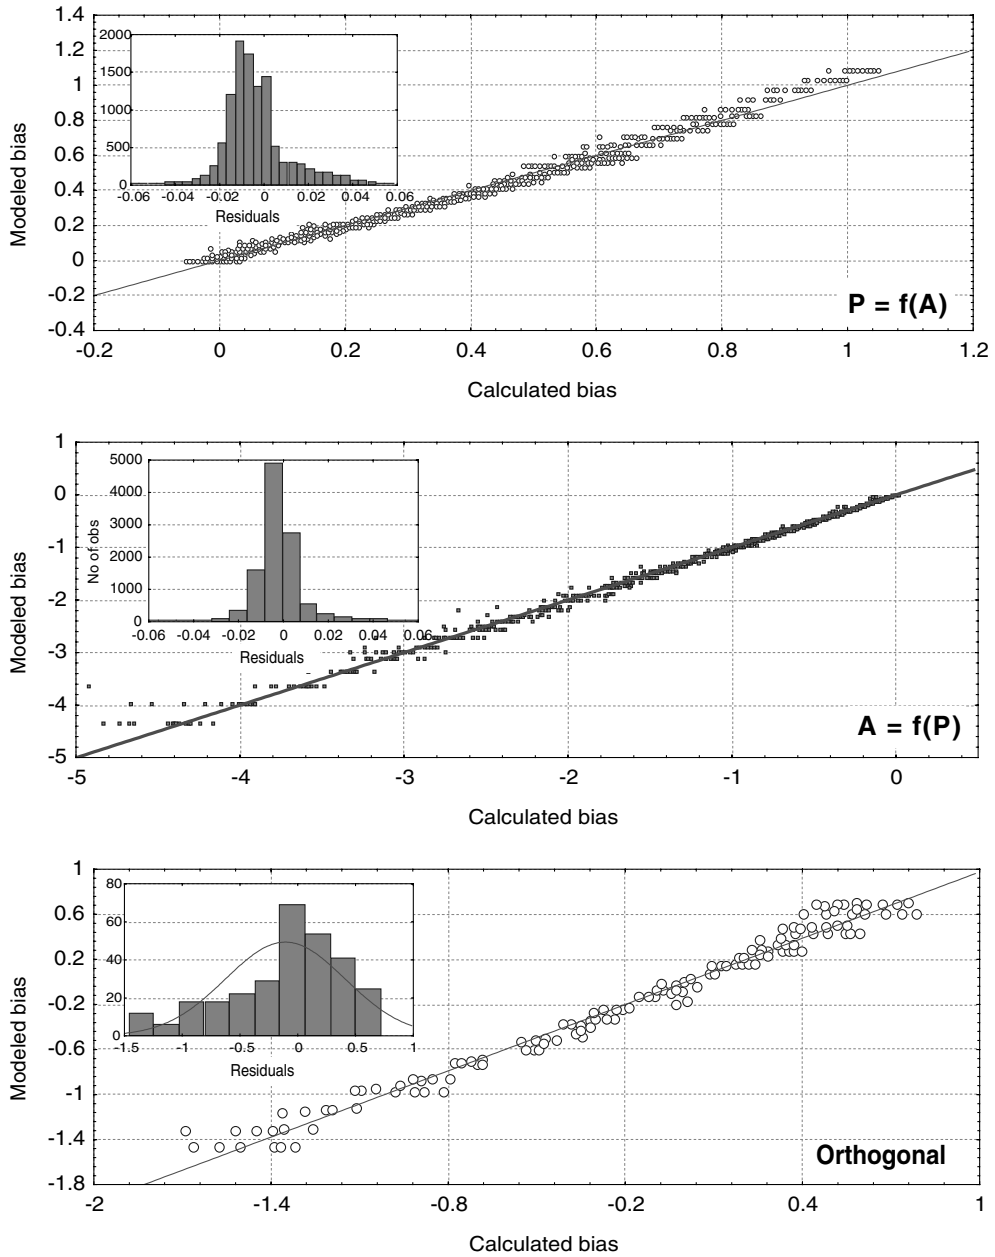 1.4
1.2
1
0.8
0.6
0.4
0.2
0
-0.2
-0.4
Modeled bias
2000
1500
1000
500
0
-0.06 -0.04 -0.02 0 0.02 0.04 0.06
Residuals
P = f(A)
-0.2 0 0.2 0.4 0.6 0.8 1 1.2
Calculated bias
1
0
-1
-2
-3
-4
-5
Modeled bias
5000
4000
3000
2000
1000
0
No of obs
-0.06 -0.04 -0.02 0 0.02 0.04 0.06
Residuals
A = f(P)
-5 -4 -3 -2 -1 0
Calculated bias
1
0.6
0.2
-0.2
-0.6
-1
-1.4
-1.8
Modeled bias
80
60
40
20
0
-1.5 -1 -0.5 0 0.5 1
Residuals
Orthogonal
-2 -1.4 -0.8 -0.2 0.4 1
Calculated bias